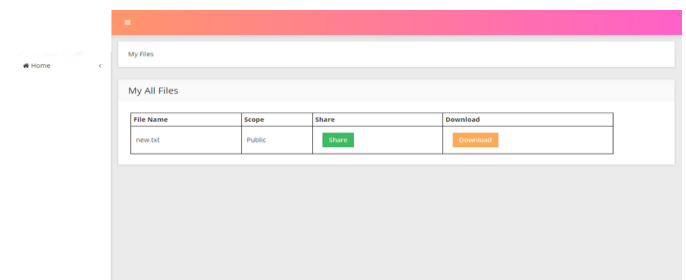 My Files
Home
My All Files
File Name Scope Share Download
new.txt Public Share Download